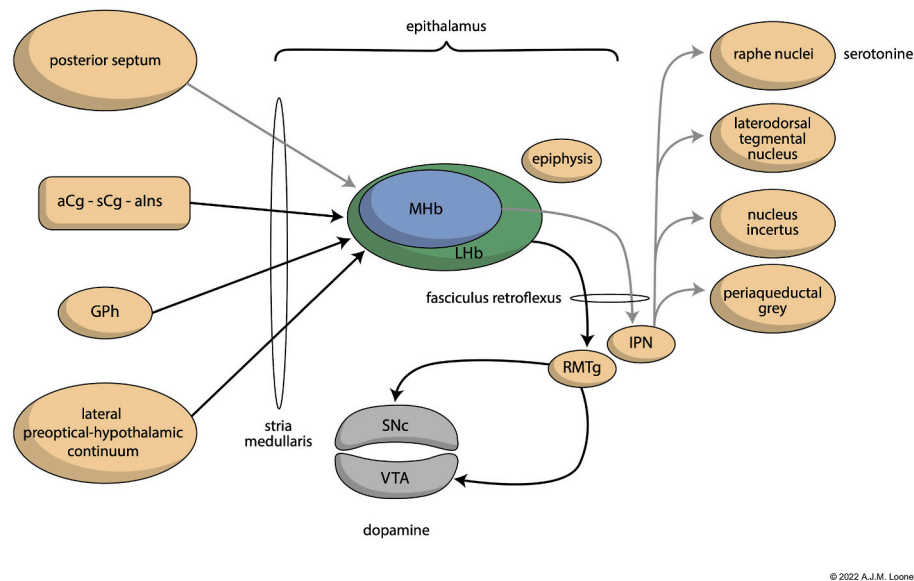 epithalamus
posterior septum
raphe nuclei
serotonine
laterodorsal
tegmental
nucleus
epiphysis
aCg - sCg - aIns
MHb
LHb
nucleus
incertus
GPh
fasciculus retroflexus
periaqueductal
grey
IPN
RMTg
lateral
preoptical-hypothalamic
continuum
stria
medullaris
SNc
VTA
dopamine
© 2022 A.J.M. Loone